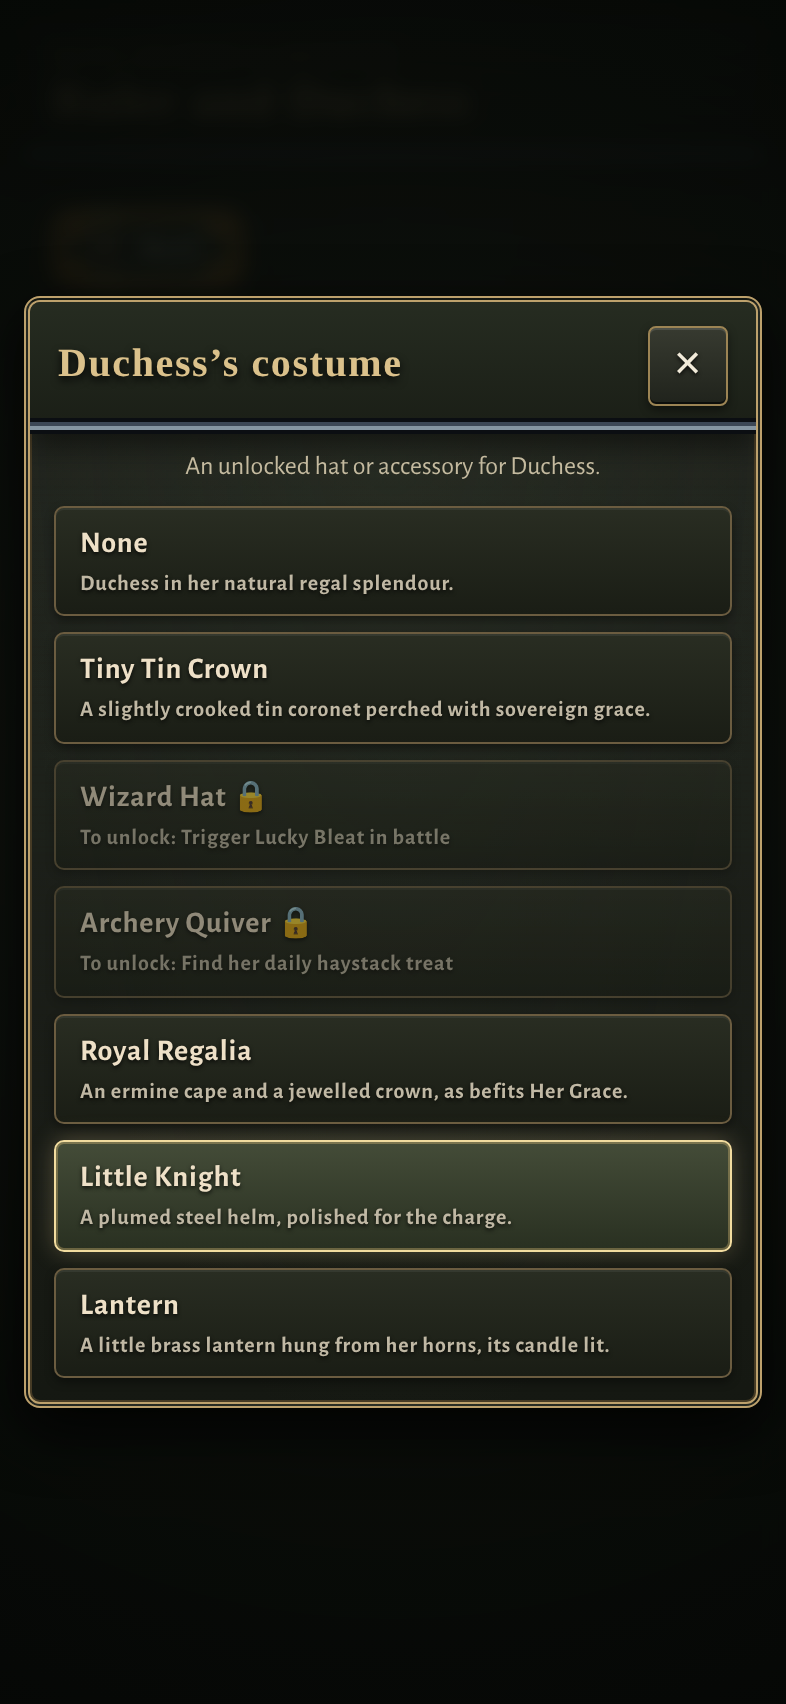 Duchess’s costume
✕
An unlocked hat or accessory for Duchess.
None
Duchess in her natural regal splendour.
Tiny Tin Crown
A slightly crooked tin coronet perched with sovereign grace.
Wizard Hat 🔒
To unlock: Trigger Lucky Bleat in battle
Archery Quiver 🔒
To unlock: Find her daily haystack treat
Royal Regalia
An ermine cape and a jewelled crown, as befits Her Grace.
Little Knight
A plumed steel helm, polished for the charge.
Lantern
A little brass lantern hung from her horns, its candle lit.